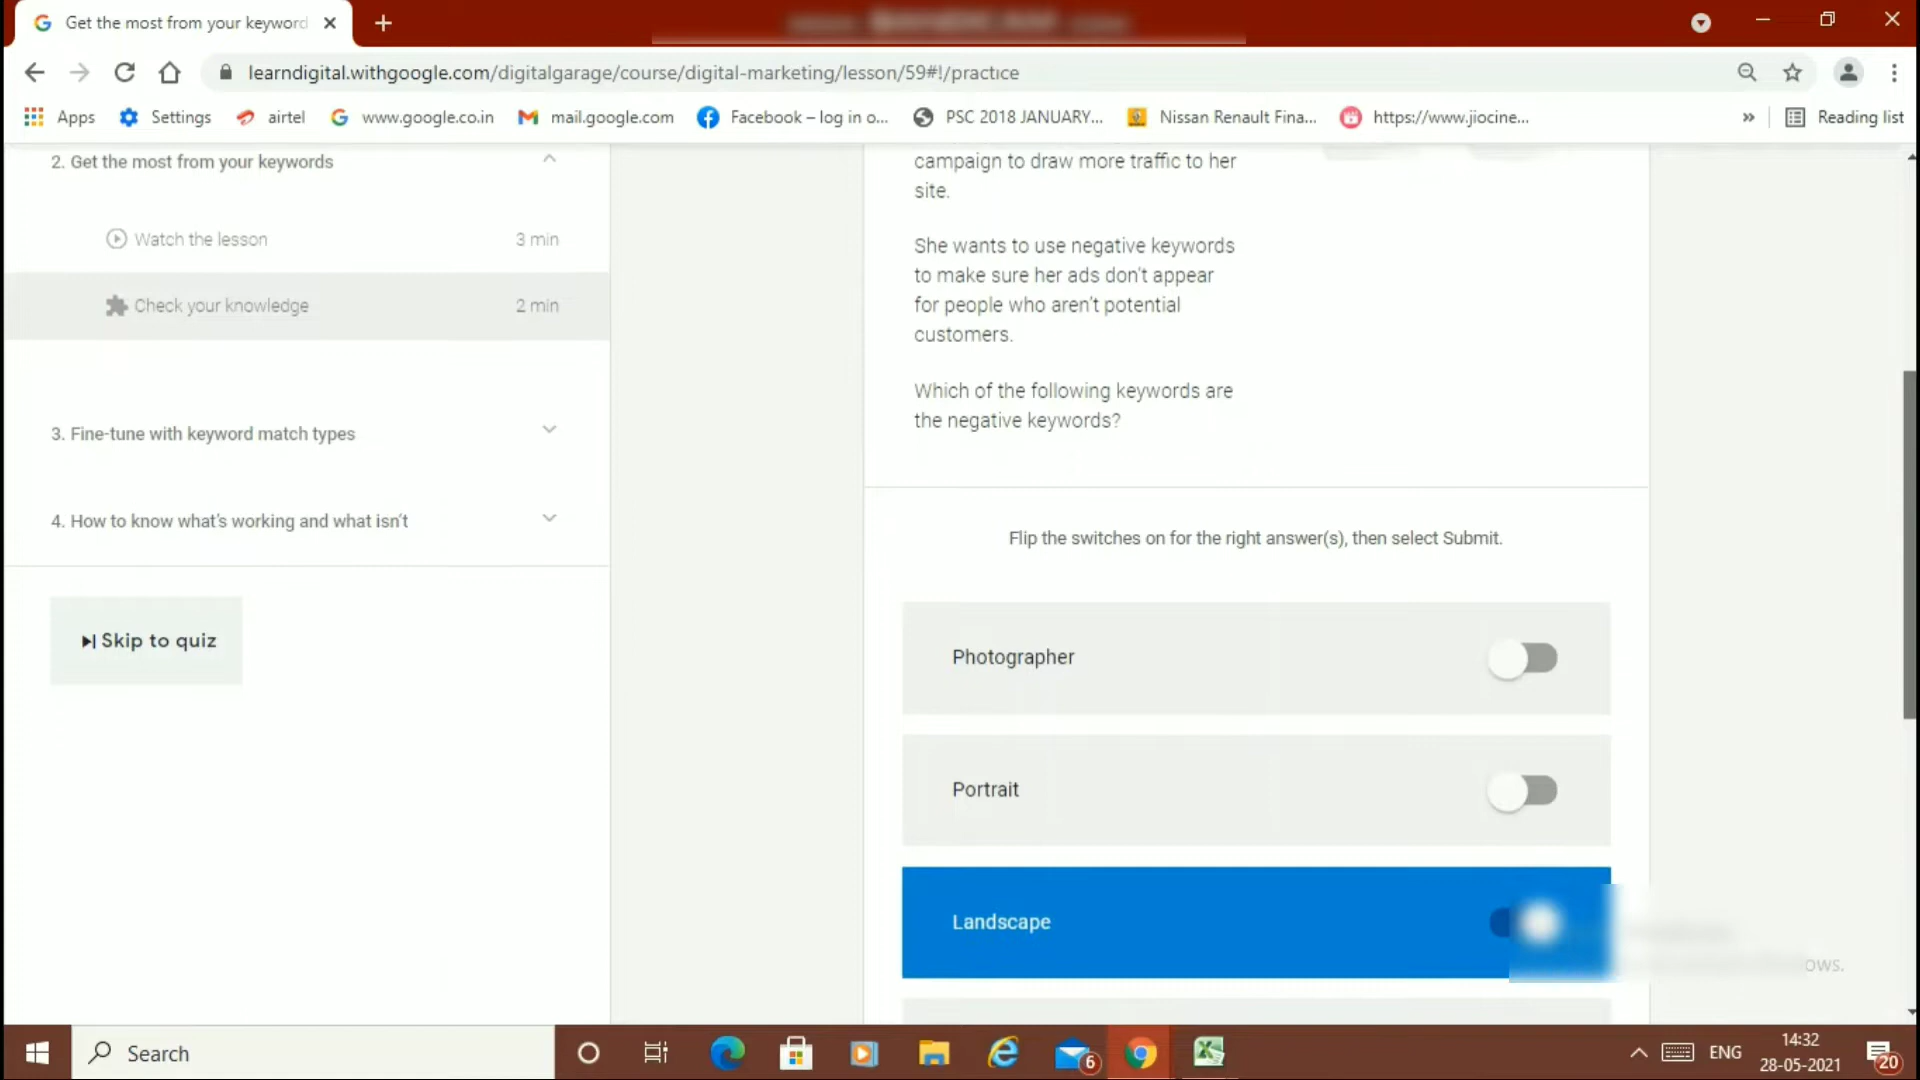 Get the most from your keyword
learndigital.withgoogle.com/digitalgarage/course/digital-marketing/lesson/59#!/practice
Apps
Settings
airtel
www.google.co.in
mail.google.com
Facebook – log in o...
PSC 2018 JANUARY...
Nissan Renault Fina...
https://www.jiocine...
»
Reading list
2. Get the most from your keywords
Watch the lesson
3 min
Check your knowledge
2 min
3. Fine-tune with keyword match types
4. How to know what's working and what isn't
Skip to quiz
campaign to draw more traffic to her
site.
She wants to use negative keywords
to make sure her ads don't appear
for people who aren't potential
customers.
Which of the following keywords are
the negative keywords?
Flip the switches on for the right answer(s), then select Submit.
Photographer
Portrait
Landscape
ows.
Search
6
ENG
14:32
28-05-2021
20